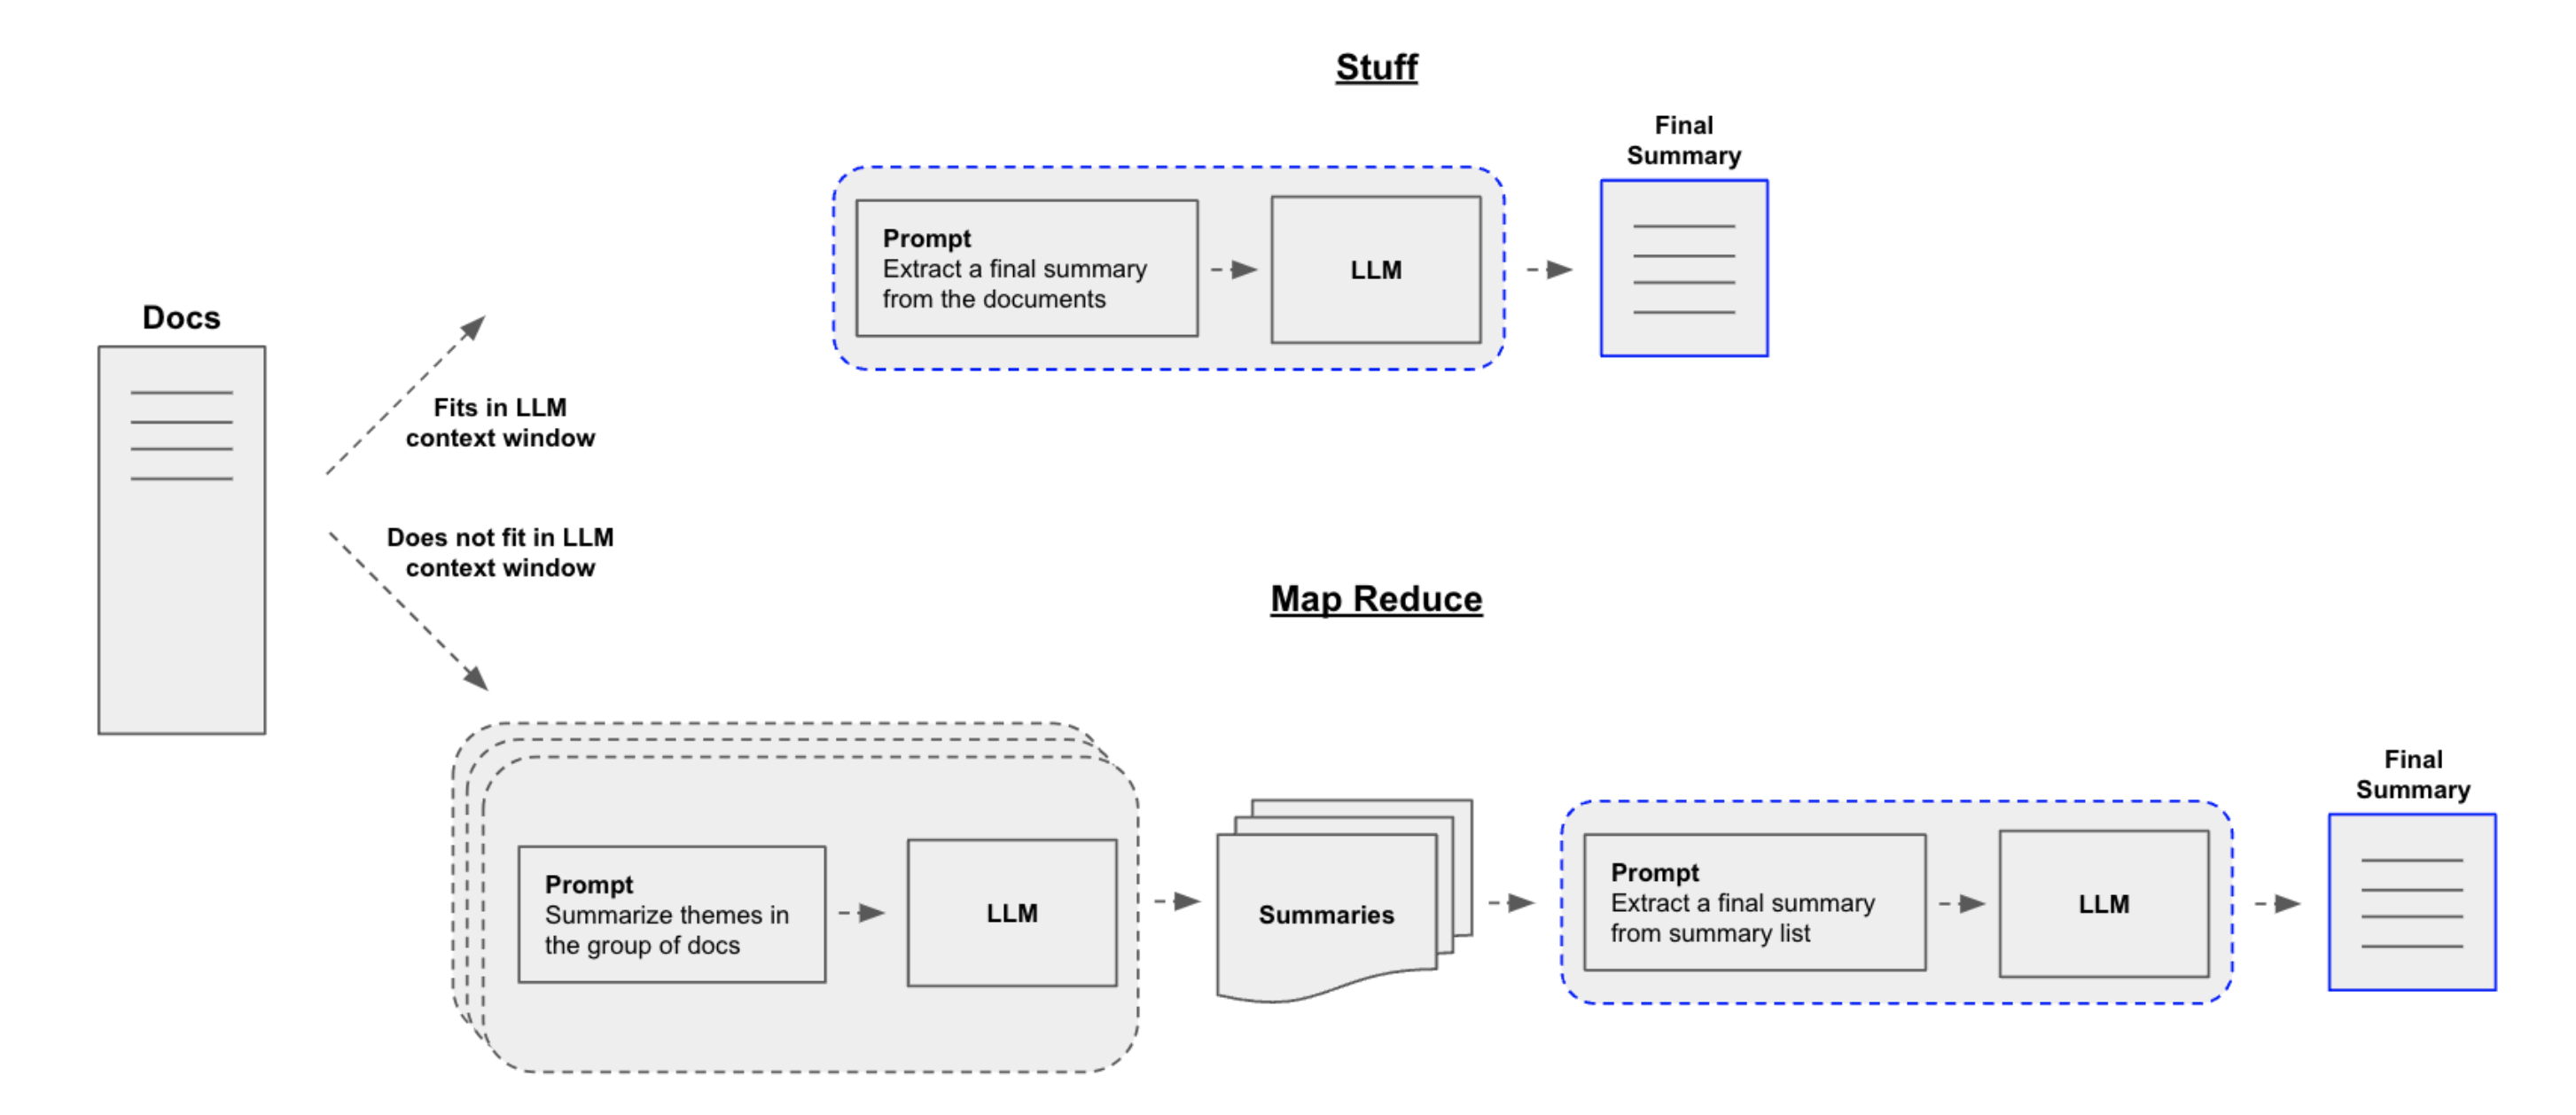 Stuff
Final
Summary
Prompt
Extract a final summary
from the documents
LLM
Docs
Fits in LLM
context window
Does not fit in LLM
context window
Map Reduce
Prompt
Summarize themes in
the group of docs
LLM
Summaries
Prompt
Extract a final summary
from summary list
LLM
Final
Summary